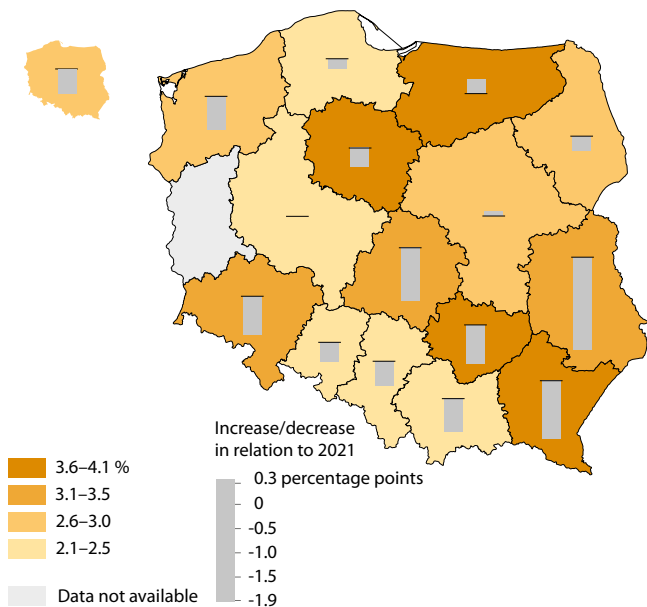 Increase/decrease
in relation to 2021
0.3 percentage points
0
-0.5
-1.0
-1.5
-1.9
3.6–4.1 %
3.1–3.5
2.6–3.0
2.1–2.5
Data not available